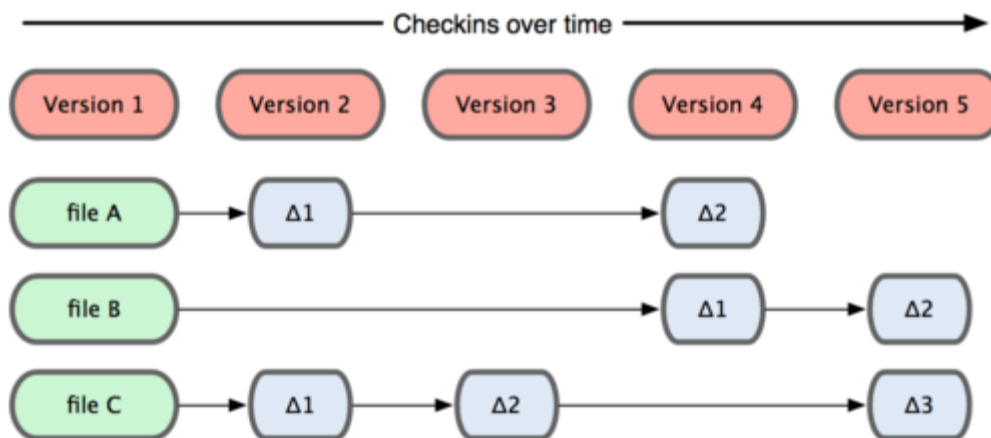 Checkins over time
Version 1 Version 2 Version 3 Version 4 Version 5
file A Δ1 Δ2
file B Δ1 Δ2
file C Δ1 Δ2 Δ3